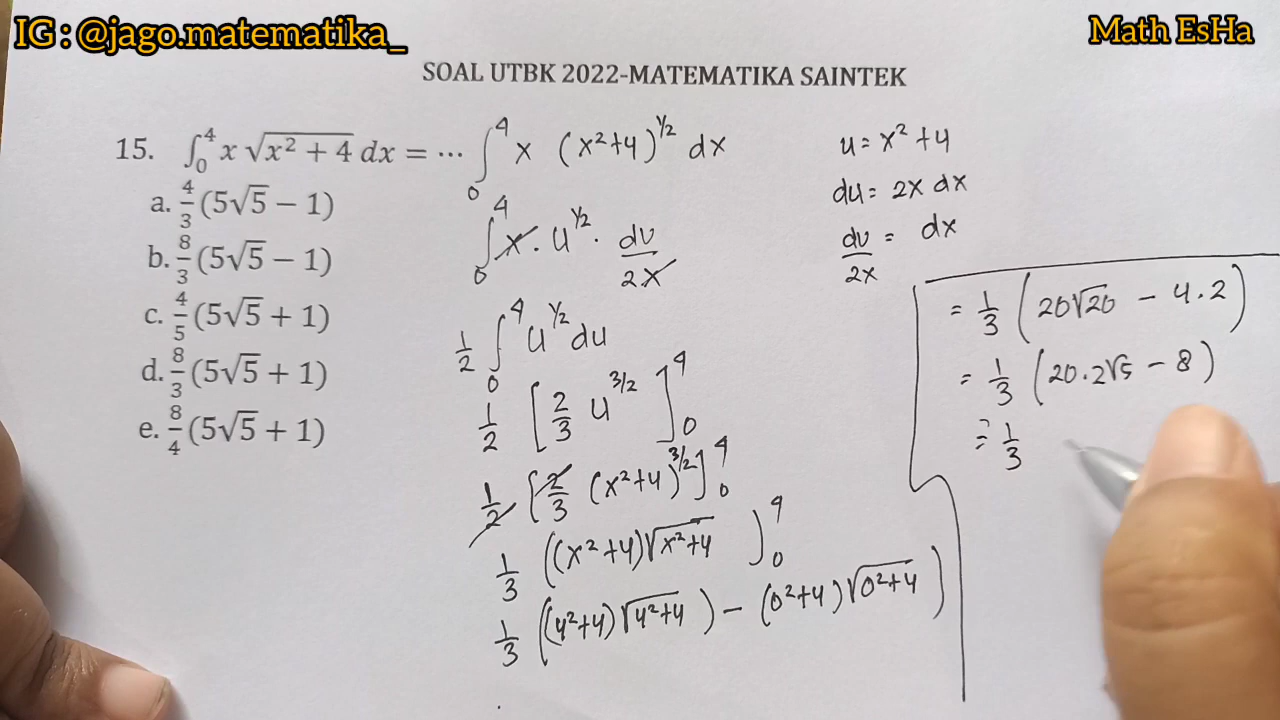 IG : @jago.matematika_
Math EsHa
SOAL UTBK 2022-MATEMATIKA SAINTEK
15. ∫₀⁴ x √(x² + 4) dx = ...
a. 4/3 (5√5 − 1)
b. 8/3 (5√5 − 1)
c. 4/5 (5√5 + 1)
d. 8/3 (5√5 + 1)
e. 8/4 (5√5 + 1)
∫₀⁴ x (x²+4)^½ dx
∫₀⁴ x · u^½ · du/2x
1/2 ∫₀⁴ u^½ du
1/2 [2/3 u^3/2]₀⁴
1/2 [2/3 (x²+4)^3/2]₀⁴
1/3 ((x²+4)√(x²+4))₀⁴
1/3 ((4²+4)√(4²+4)) − (0²+4)√(0²+4))
u = x²+4
du = 2x dx
du/2x = dx
= 1/3 (20√20 − 4.2)
= 1/3 (20.2√5 − 8)
= 1/3